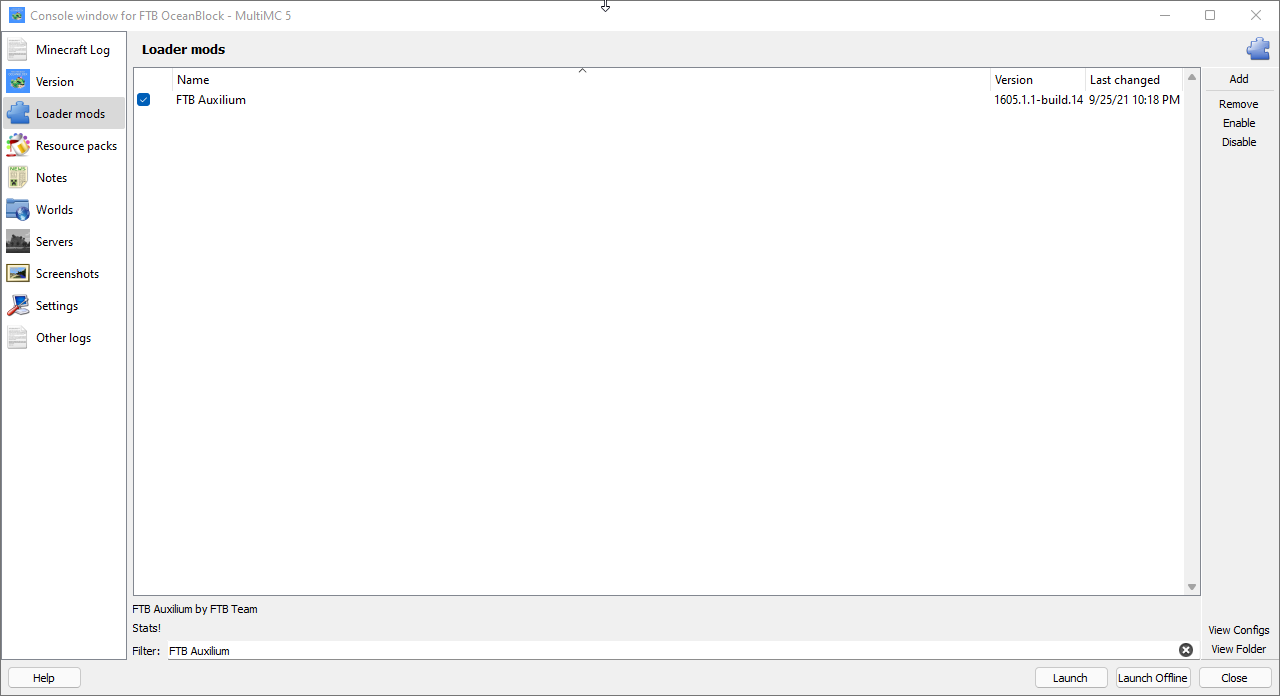 Console window for FTB OceanBlock - MultiMC 5
Minecraft Log
Version
Loader mods
Resource packs
Notes
Worlds
Servers
Screenshots
Settings
Other logs
Loader mods
Name Version Last changed
FTB Auxilium 1605.1.1-build.14 9/25/21 10:18 PM
Add
Remove
Enable
Disable
FTB Auxilium by FTB Team
Stats!
Filter: FTB Auxilium
View Configs
View Folder
Help Launch Launch Offline Close